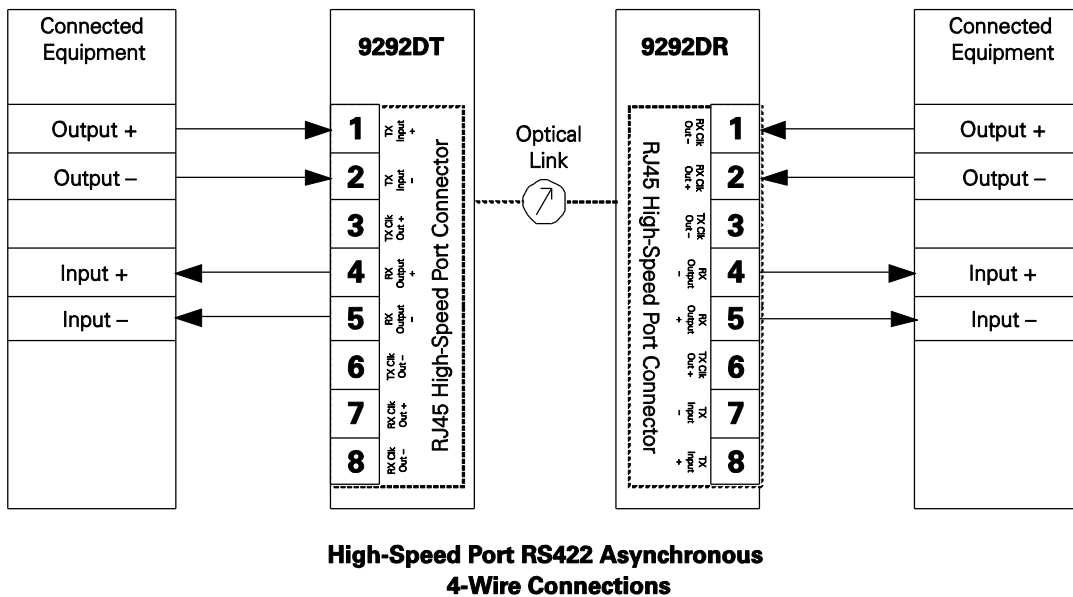 Connected
Equipment
Output +
Output –
Input +
Input –
9292DT
1
TX
Input
+
2
TX
Input
-
3
TX Clk
Out +
4
RX
Output
+
5
RX
Output
-
6
TX Clk
Out –
7
RX Clk
Out +
8
RX Clk
Out –
RJ45 High-Speed Port Connector
Optical
Link
9292DR
RJ45 High-Speed Port Connector
RX Clk
Out –
1
RX Clk
Out +
2
TX Clk
Out –
3
RX
Output
-
4
RX
Output
+
5
TX Clk
Out +
6
TX
Input
-
7
TX
Input
+
8
Connected
Equipment
Output +
Output –
Input +
Input –
High-Speed Port RS422 Asynchronous
4-Wire Connections